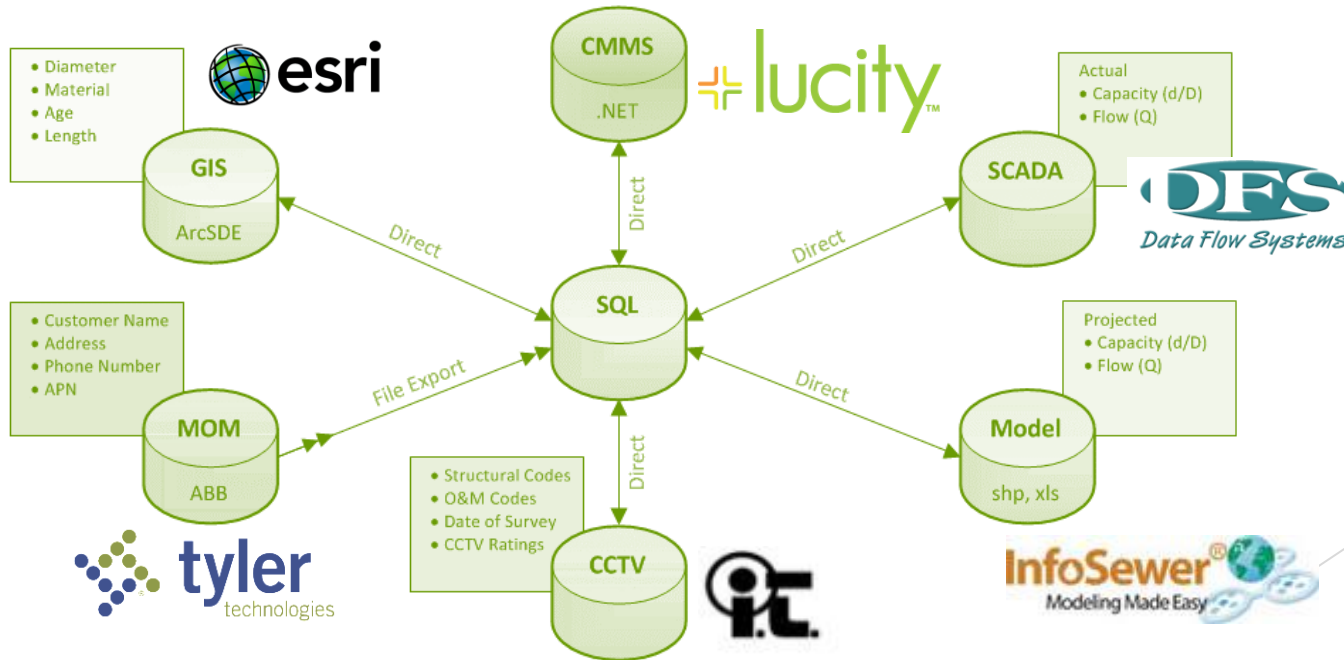 • Diameter
• Material
• Age
• Length
GIS
ArcSDE
esri
CMMS
.NET
lucity™
Actual
• Capacity (d/D)
• Flow (Q)
SCADA
DFS
Data Flow Systems
Direct
Direct
Direct
SQL
• Customer Name
• Address
• Phone Number
• APN
MOM
ABB
File Export
tyler
technologies
Direct
• Structural Codes
• O&M Codes
• Date of Survey
• CCTV Ratings
CCTV
i.t.
Direct
Projected
• Capacity (d/D)
• Flow (Q)
Model
shp, xls
InfoSewer®
Modeling Made Easy